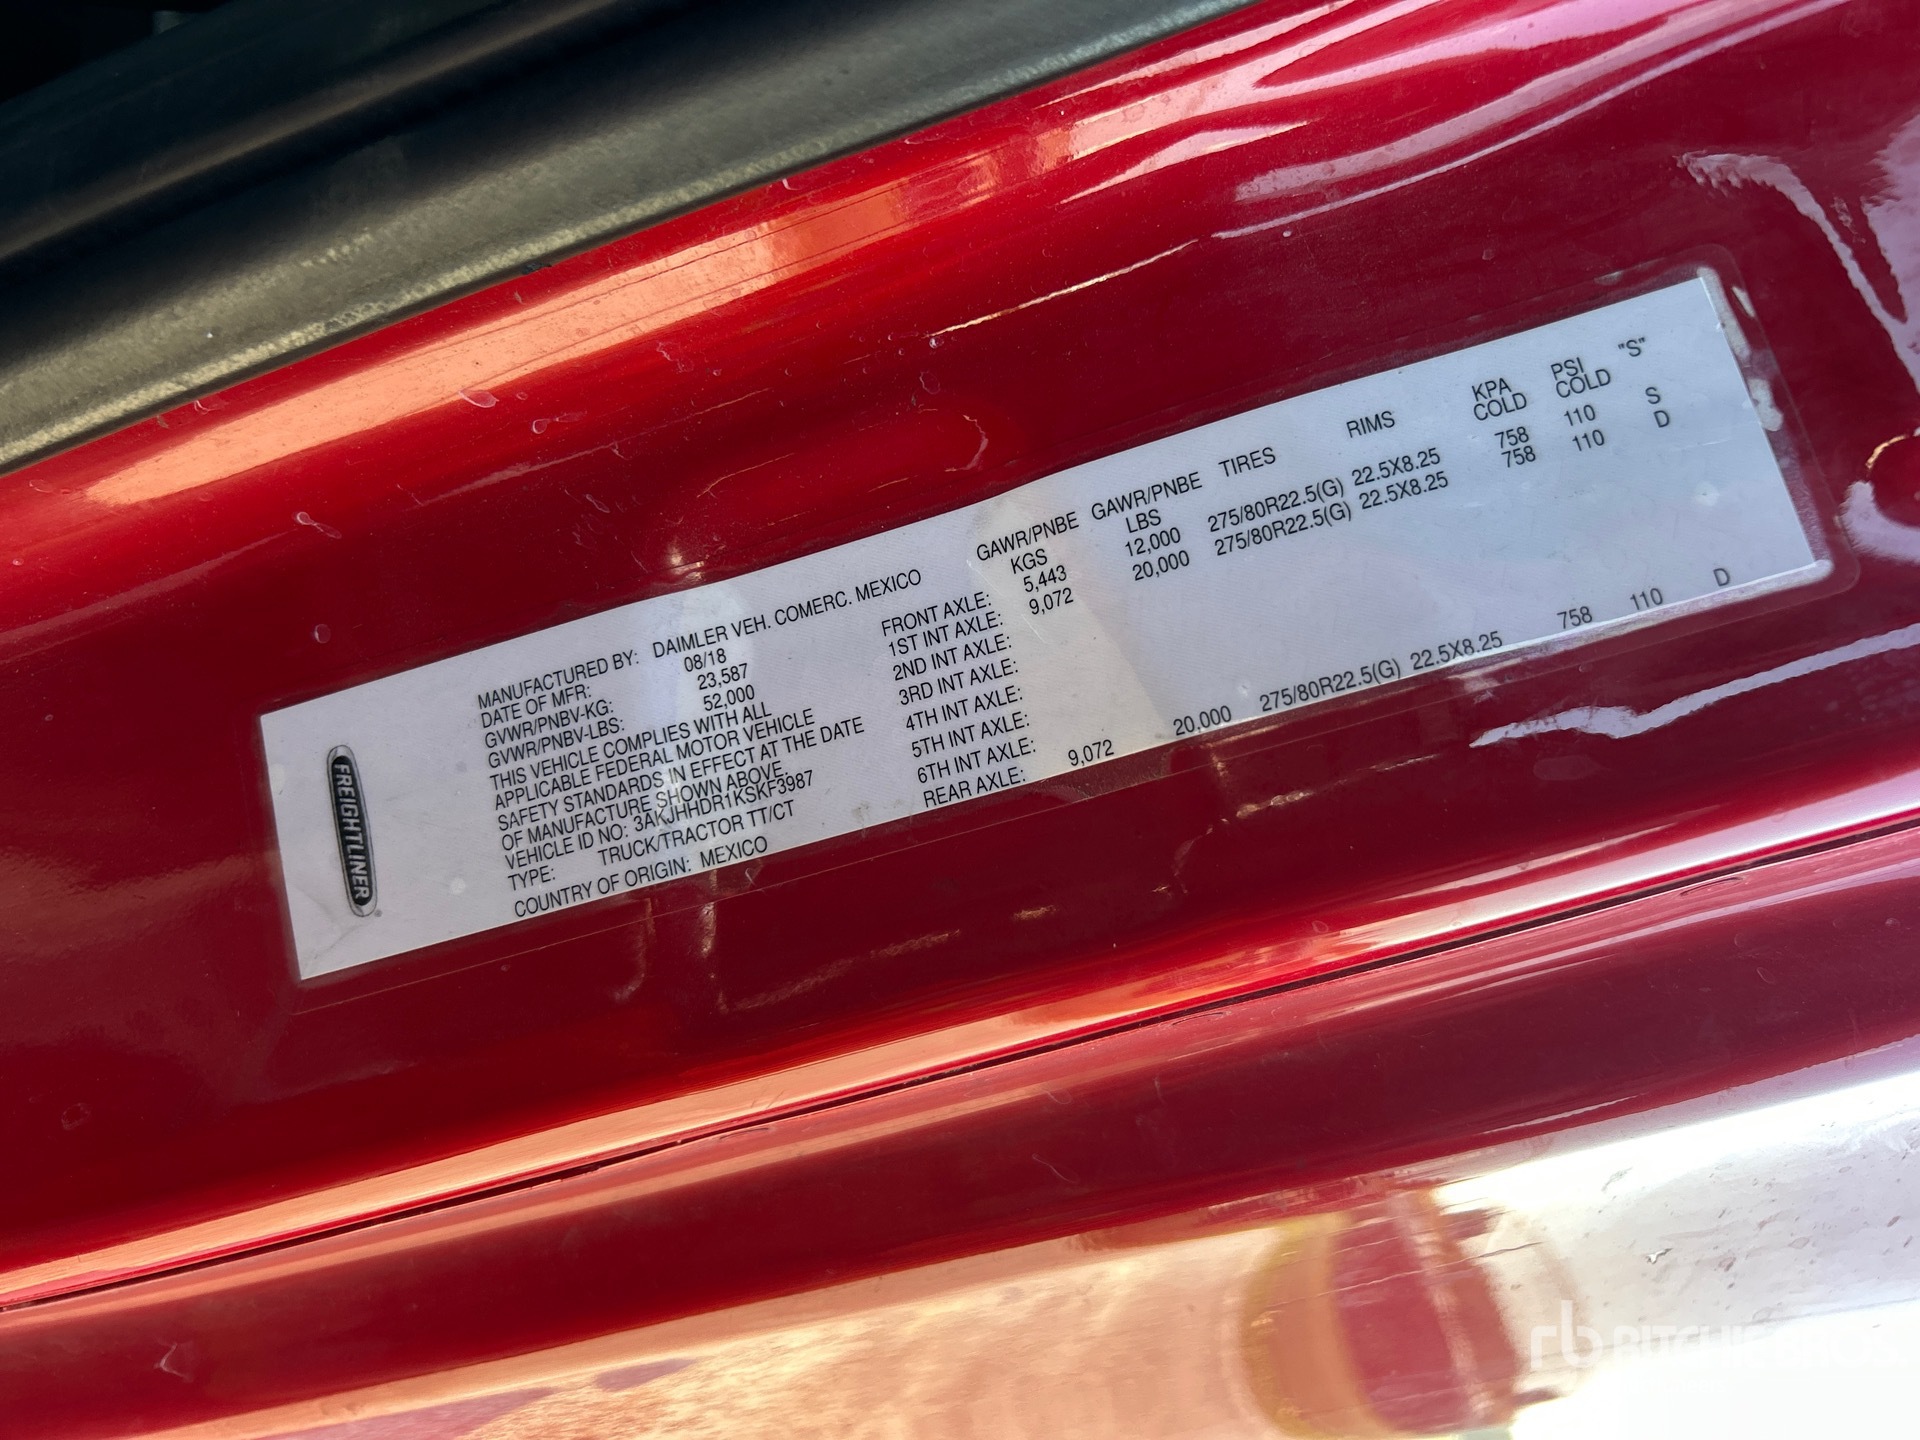 FREIGHTLINER
MANUFACTURED BY: DAIMLER VEH. COMERC. MEXICO
DATE OF MFR: 08/18
GVWR/PNBV-KG: 23,587
GVWR/PNBV-LBS: 52,000
THIS VEHICLE COMPLIES WITH ALL
APPLICABLE FEDERAL MOTOR VEHICLE
SAFETY STANDARDS IN EFFECT AT THE DATE
OF MANUFACTURE SHOWN ABOVE.
VEHICLE ID NO: 3AKJHHDR1KSKF3987
TYPE: TRUCK/TRACTOR TT/CT
COUNTRY OF ORIGIN: MEXICO
GAWR/PNBE GAWR/PNBE TIRES RIMS KPA PSI "S"
KGS LBS COLD COLD
FRONT AXLE: 5,443 12,000 275/80R22.5(G) 22.5X8.25 758 110 S
1ST INT AXLE: 9,072 20,000 275/80R22.5(G) 22.5X8.25 758 110 D
2ND INT AXLE:
3RD INT AXLE:
4TH INT AXLE:
5TH INT AXLE:
6TH INT AXLE:
REAR AXLE: 9,072 20,000 275/80R22.5(G) 22.5X8.25 758 110 D
rb RITCHIE BROS.